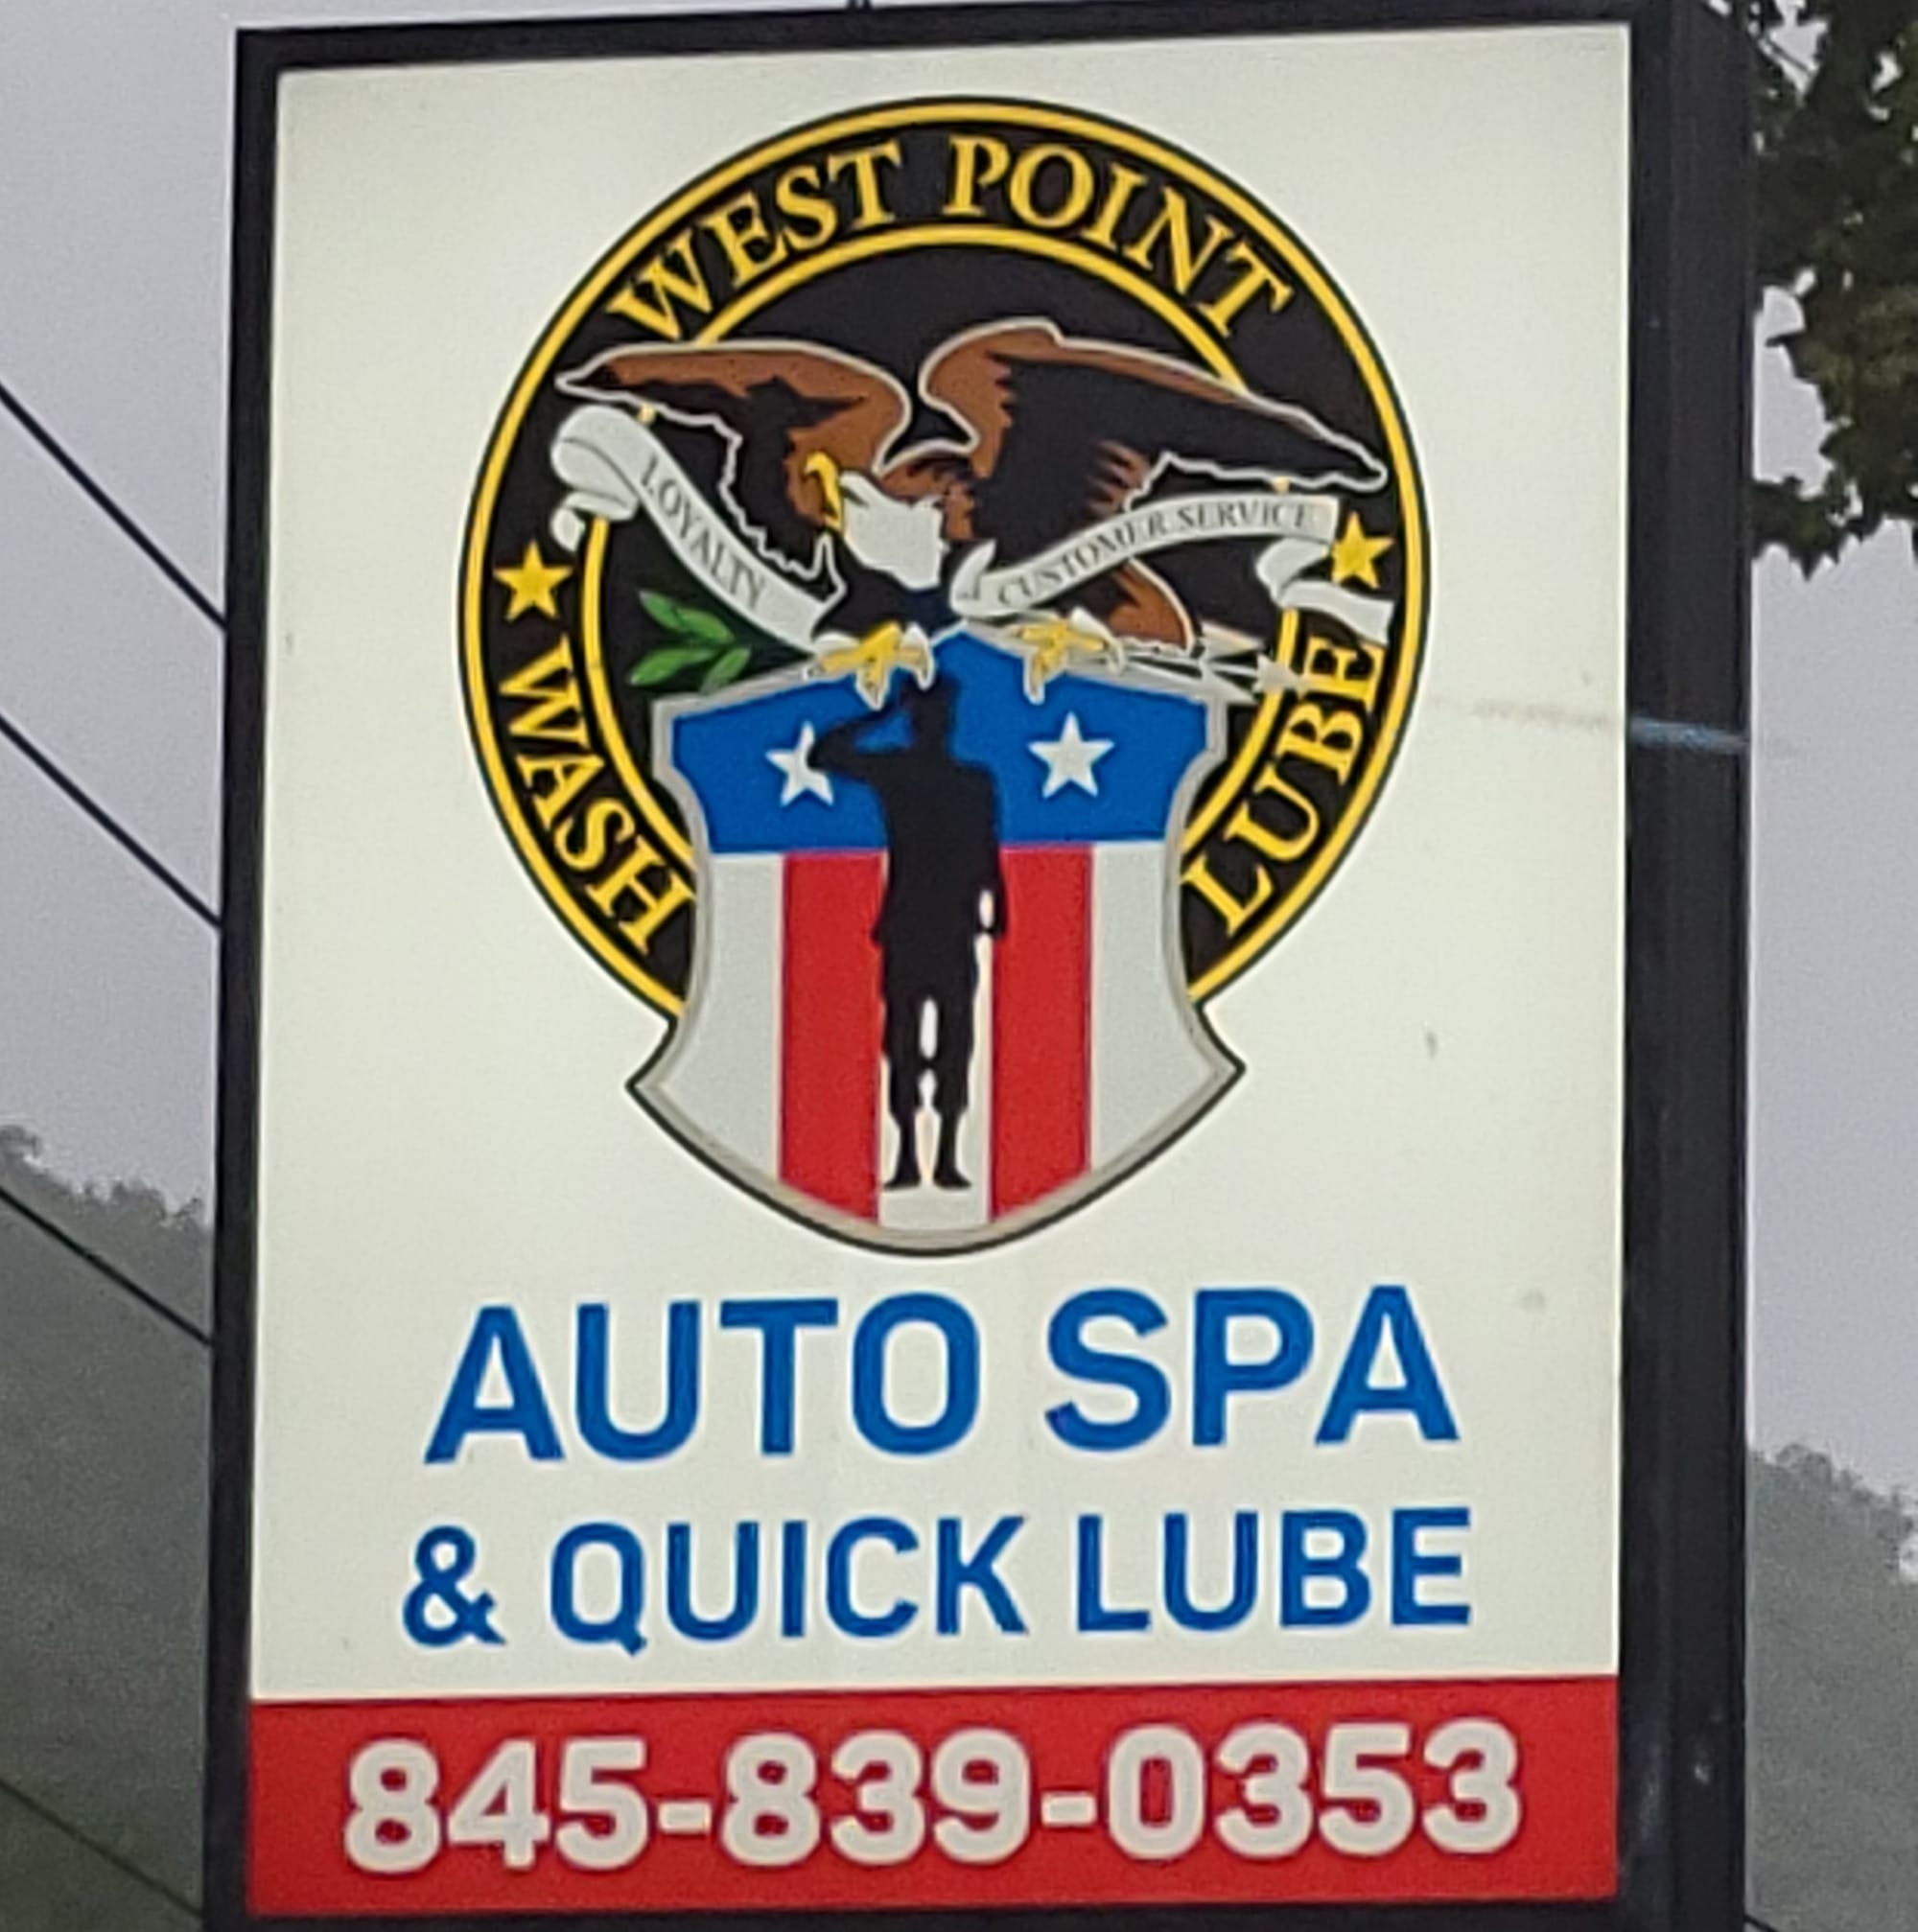 WEST POINT
LOYALTY
CUSTOMER SERVICE
WASH
LUBE
AUTO SPA
& QUICK LUBE
845-839-0353